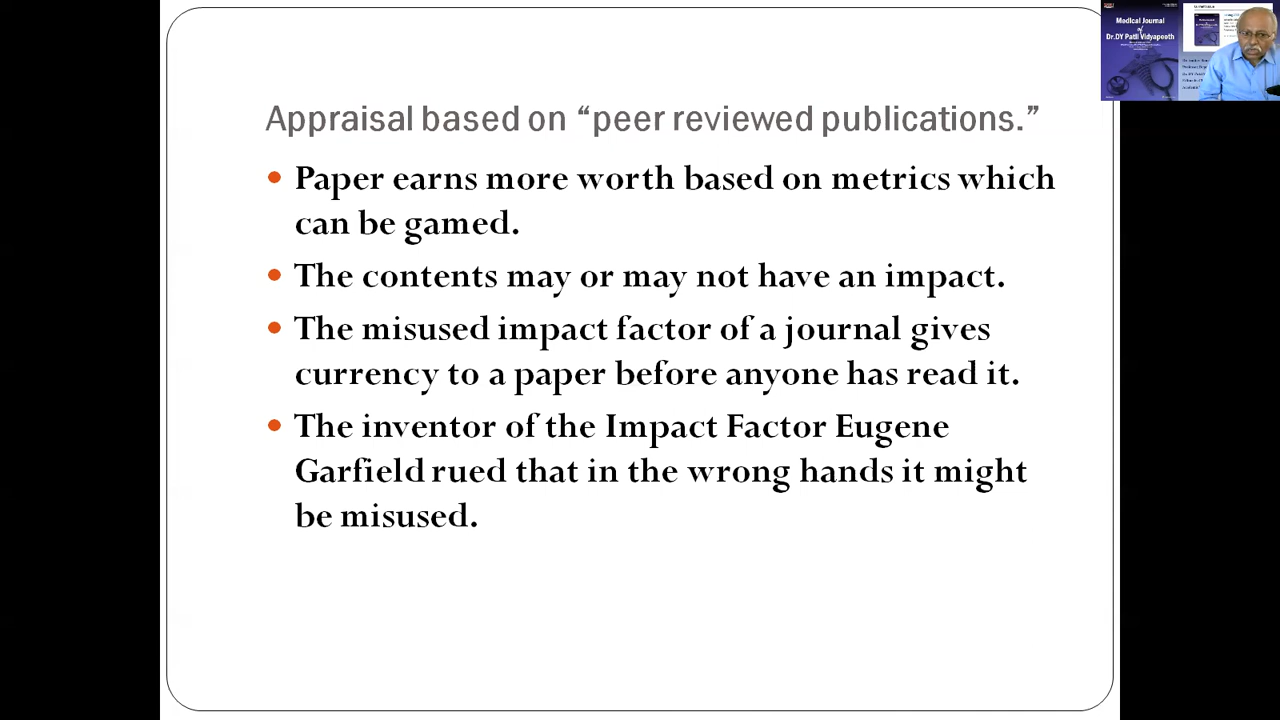 Appraisal based on “peer reviewed publications.”
Paper earns more worth based on metrics which
can be gamed.
The contents may or may not have an impact.
The misused impact factor of a journal gives
currency to a paper before anyone has read it.
The inventor of the Impact Factor Eugene
Garfield rued that in the wrong hands it might
be misused.
Medical Journal
of
Dr.DY Patil Vidyapeeth